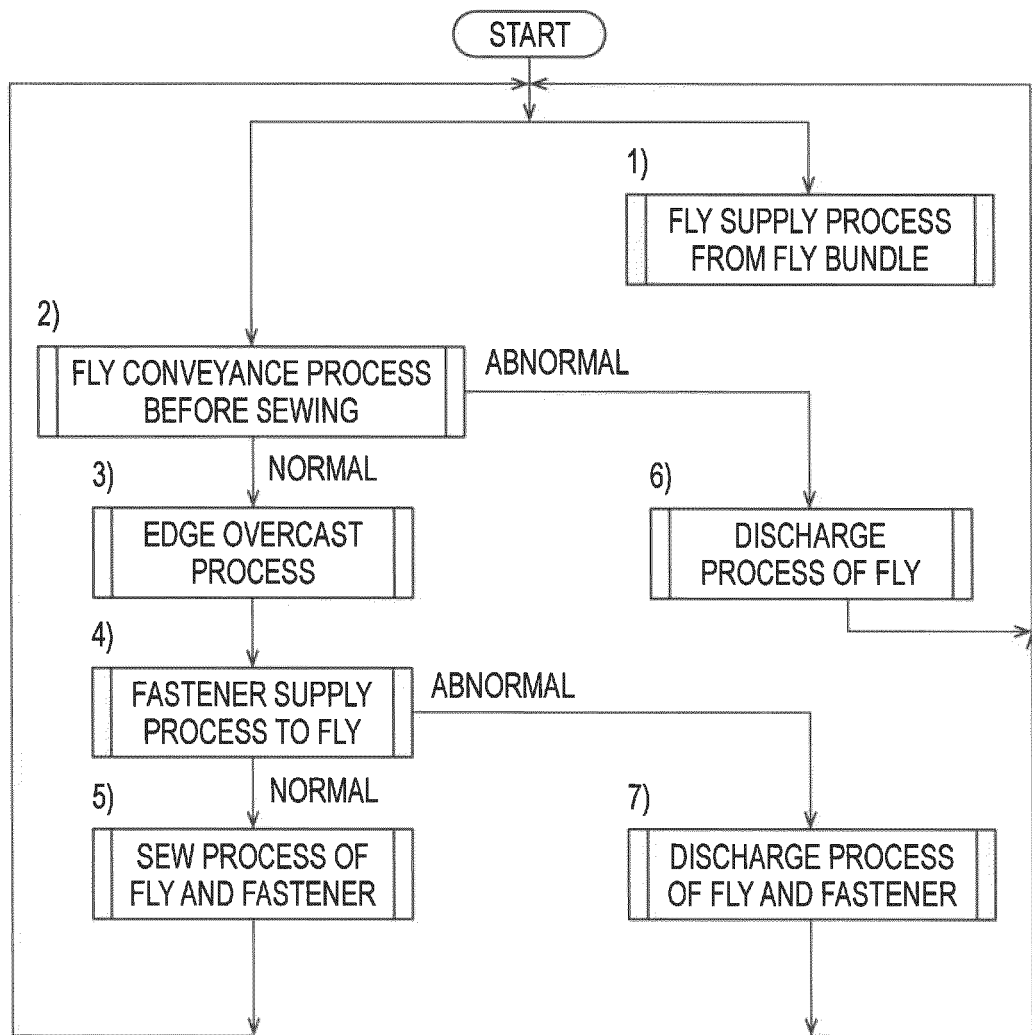 START
1)
FLY SUPPLY PROCESS
FROM FLY BUNDLE
2)
FLY CONVEYANCE PROCESS
BEFORE SEWING
ABNORMAL
NORMAL
3)
EDGE OVERCAST
PROCESS
6)
DISCHARGE
PROCESS OF FLY
4)
FASTENER SUPPLY
PROCESS TO FLY
ABNORMAL
NORMAL
5)
SEW PROCESS OF
FLY AND FASTENER
7)
DISCHARGE PROCESS
OF FLY AND FASTENER